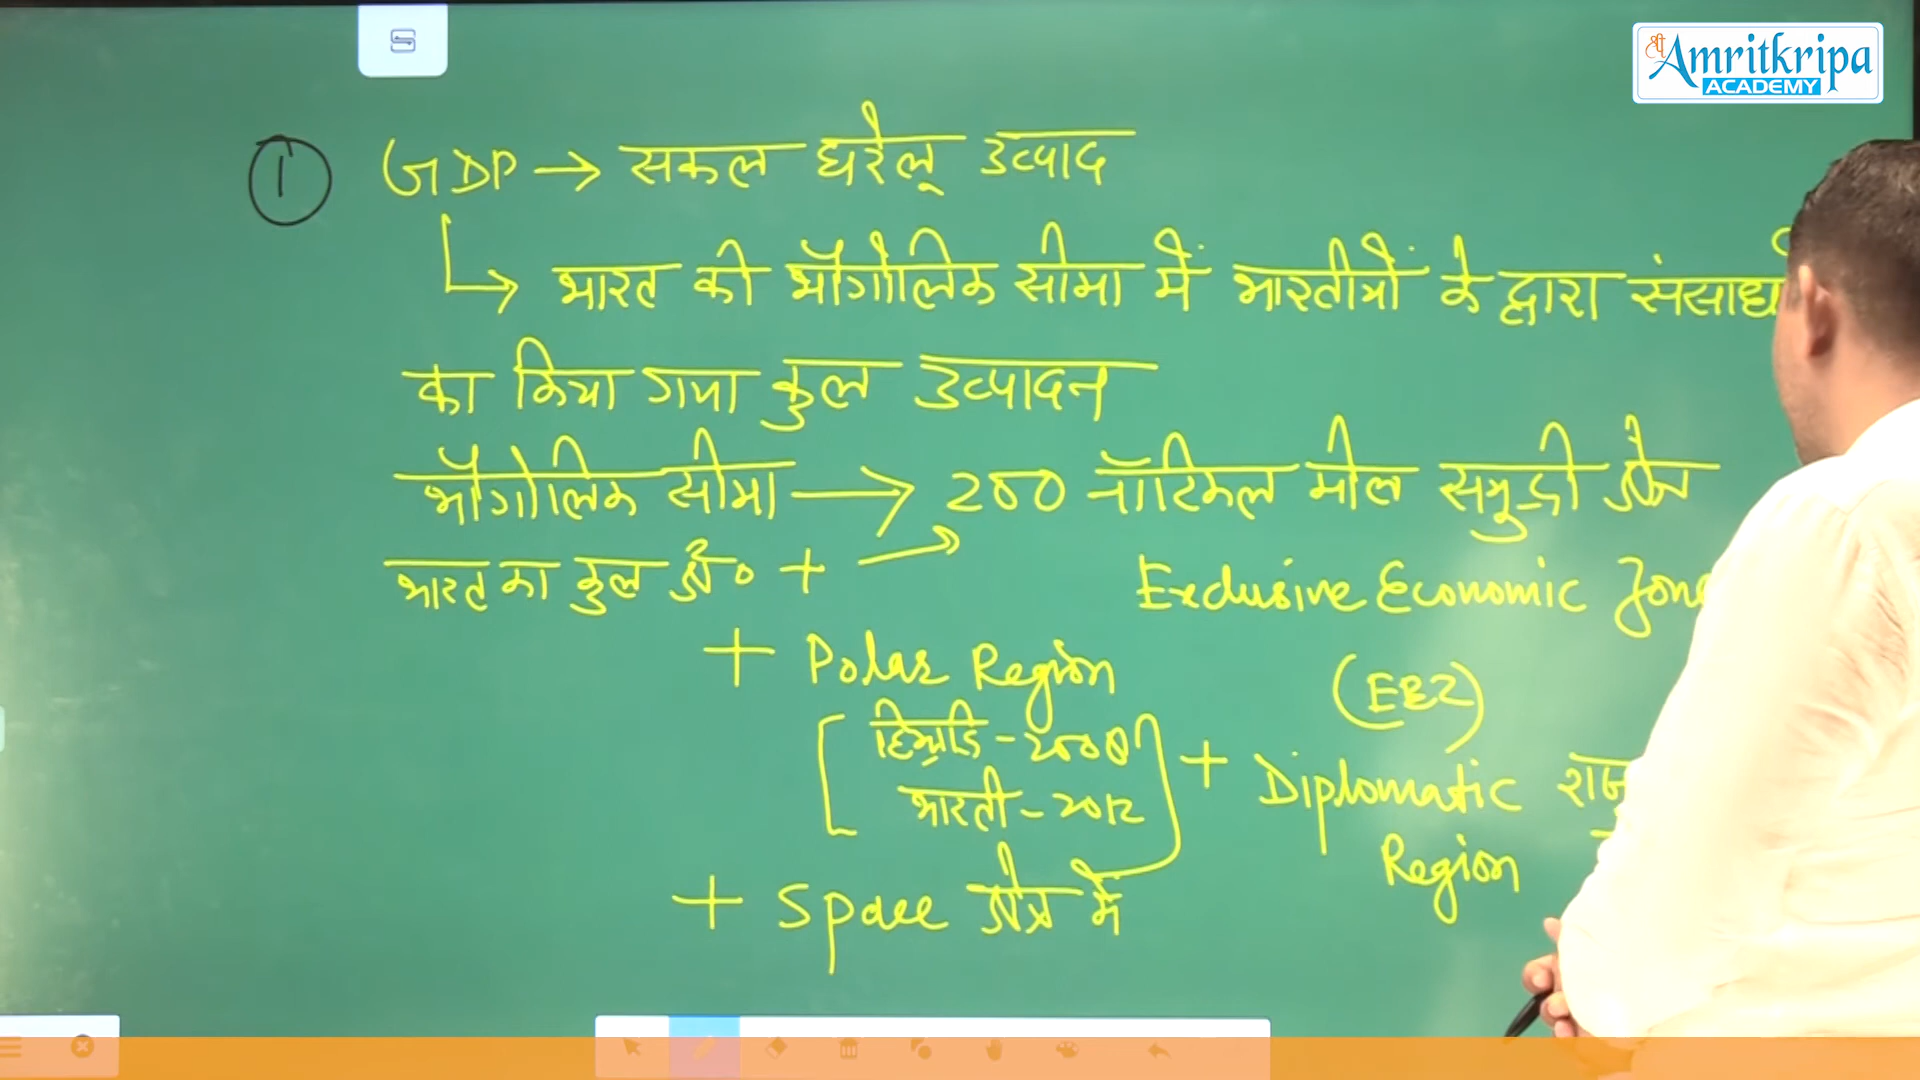 श्री Amritkripa
ACADEMY
① GDP → सकल घरेलू उत्पाद
↳ भारत की भौगोलिक सीमा में भारतीयों के द्वारा
का किया गया कुल उत्पादन
भौगोलिक सीमा → 200 नॉटिकल मील समुद्री क्षेत्र
भारत का कुल क्षे० + →
Exclusive Economic Zone
+ Polar Region
(EEZ)
[ हिमाद्रि - 2008
भारती - 2012 ]
+ Diplomatic
Region
+ Space क्षेत्र में